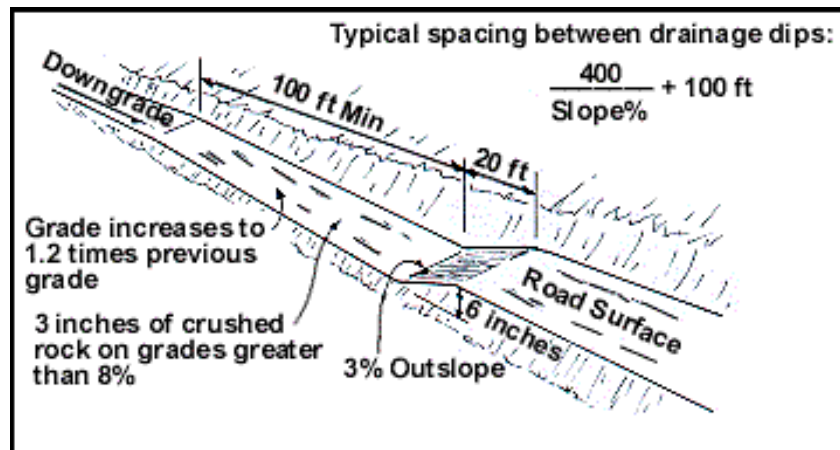 Typical spacing between drainage dips:
400
Slope%
+ 100 ft
Downgrade
100 ft Min
20 ft
Grade increases to
1.2 times previous
grade
3 inches of crushed
rock on grades greater
than 8%
3% Outslope
6 inches
Road Surface